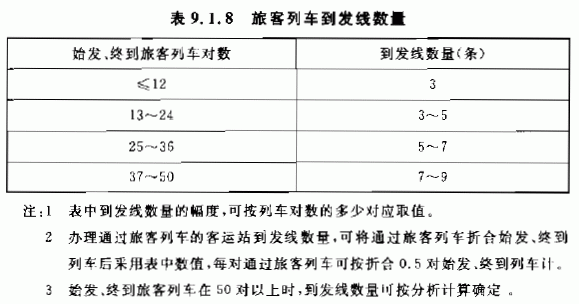 表 9.1.8 旅客列车到发线数量
始发、终到旅客列车对数 到发线数量(条)
≤12 3
13～24 3～5
25～36 5～7
37～50 7～9
注:1 表中到发线数量的幅度,可按列车对数的多少对应取值。
2 办理通过旅客列车的客运站到发线数量,可将通过旅客列车折合始发、终到
列车后采用表中数值,每对通过旅客列车可按折合 0.5 对始发、终到列车计。
3 始发、终到旅客列车在 50 对以上时,到发线数量可按分析计算确定。